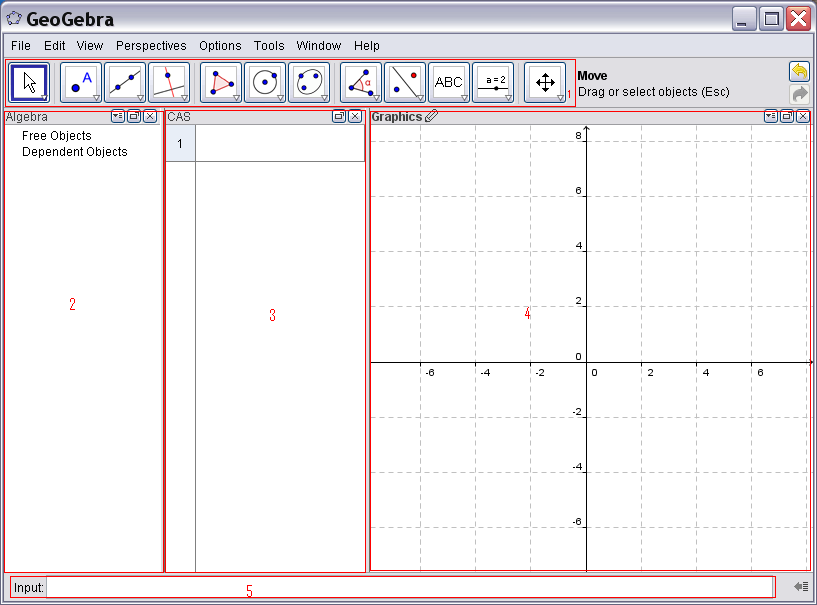 GeoGebra
File Edit View Perspectives Options Tools Window Help
A
α
ABC
a = 2
1
Move
Drag or select objects (Esc)
Algebra
CAS
Graphics
Free Objects
Dependent Objects
1
2
3
4
8
6
4
2
0
-6 -4 -2 0 2 4 6
-2
-4
-6
Input:
5